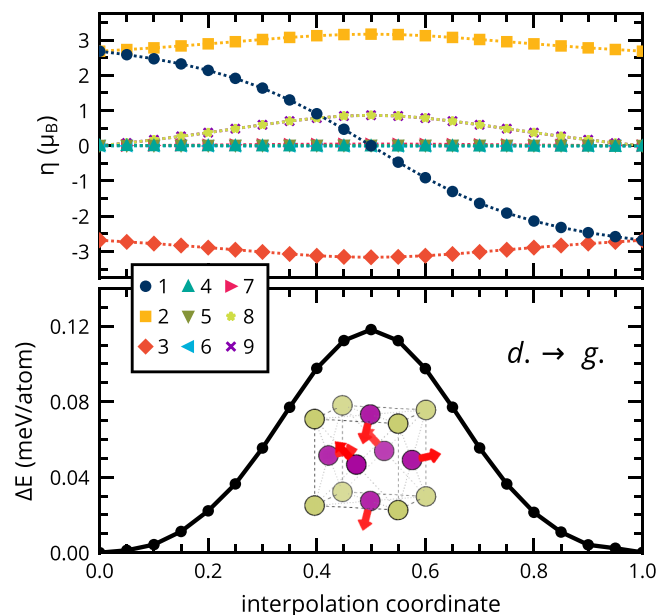 3
2
1
0
-1
-2
-3
η (μB)
1 4 7
2 5 8
3 6 9
0.12
0.08
0.04
0.00
ΔE (meV/atom)
d. → g.
0.0 0.2 0.4 0.6 0.8 1.0
interpolation coordinate